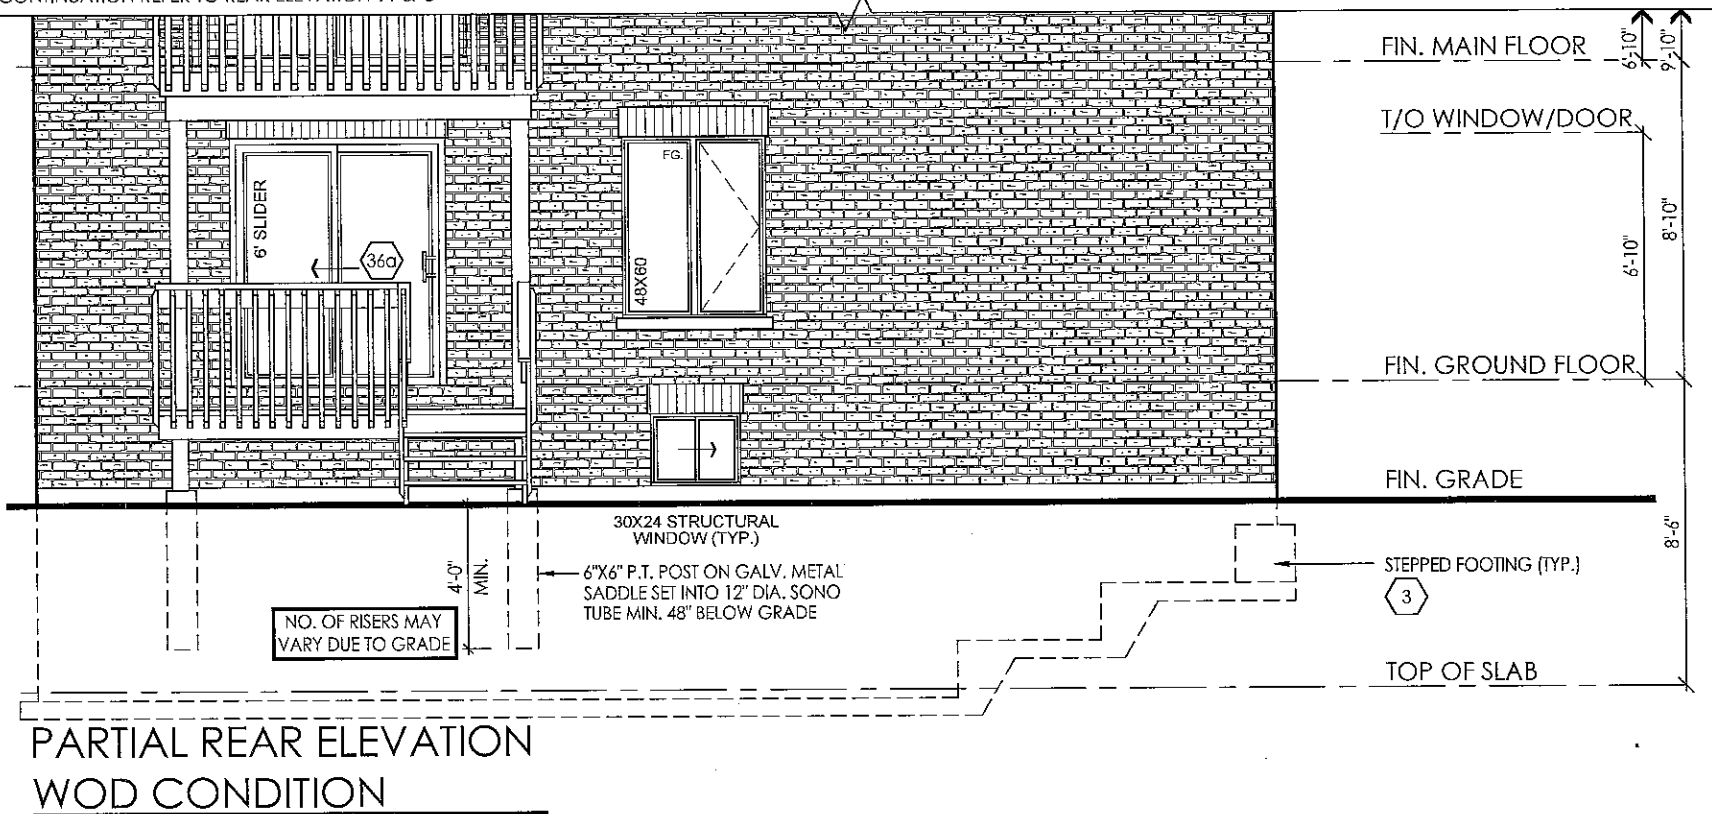 FIN. MAIN FLOOR
6'-10"
9'-10"
T/O WINDOW/DOOR
8'-10"
6'-10"
FG.
6' SLIDER
36a
48X60
FIN. GROUND FLOOR
FIN. GRADE
30X24 STRUCTURAL
WINDOW (TYP.)
8'-6"
4'-0"
MIN.
6"X6" P.T. POST ON GALV. METAL
SADDLE SET INTO 12" DIA. SONO
TUBE MIN. 48" BELOW GRADE
STEPPED FOOTING (TYP.)
3
NO. OF RISERS MAY
VARY DUE TO GRADE
TOP OF SLAB
PARTIAL REAR ELEVATION
WOD CONDITION